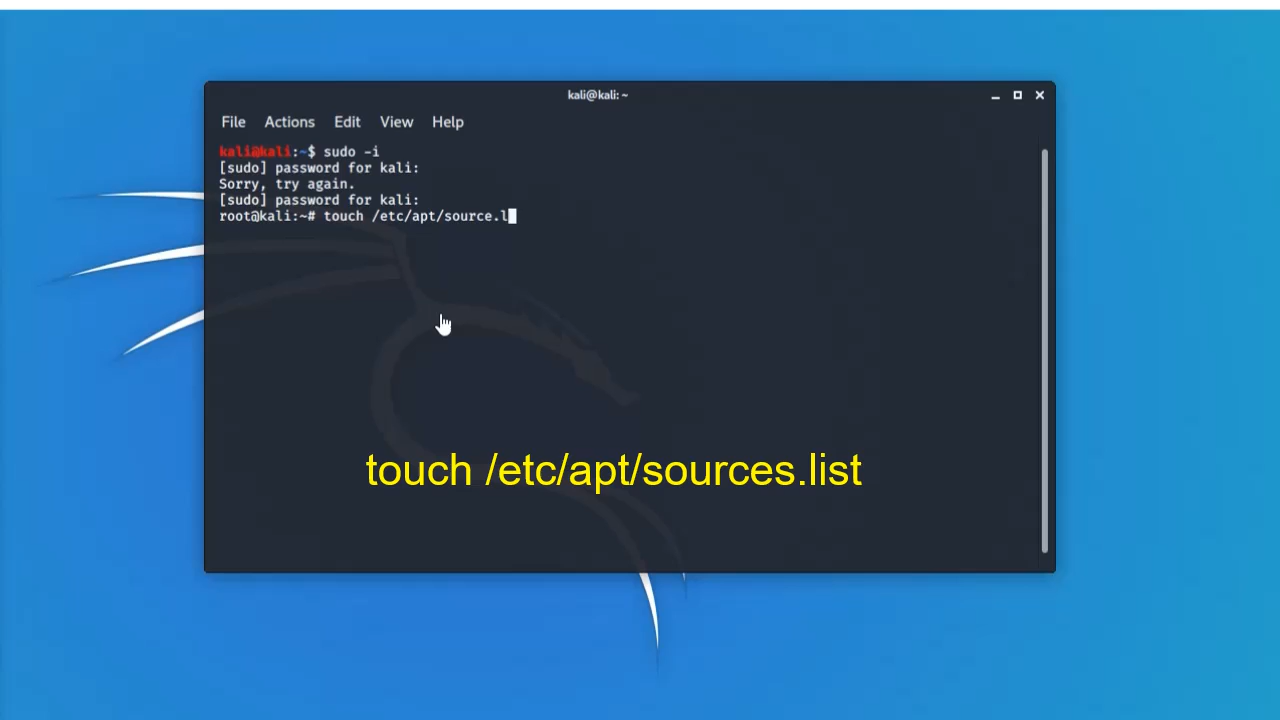 kali@kali: ~
File Actions Edit View Help
kali@kali:~$ sudo -i
[sudo] password for kali:
Sorry, try again.
[sudo] password for kali:
root@kali:~# touch /etc/apt/source.l
touch /etc/apt/sources.list